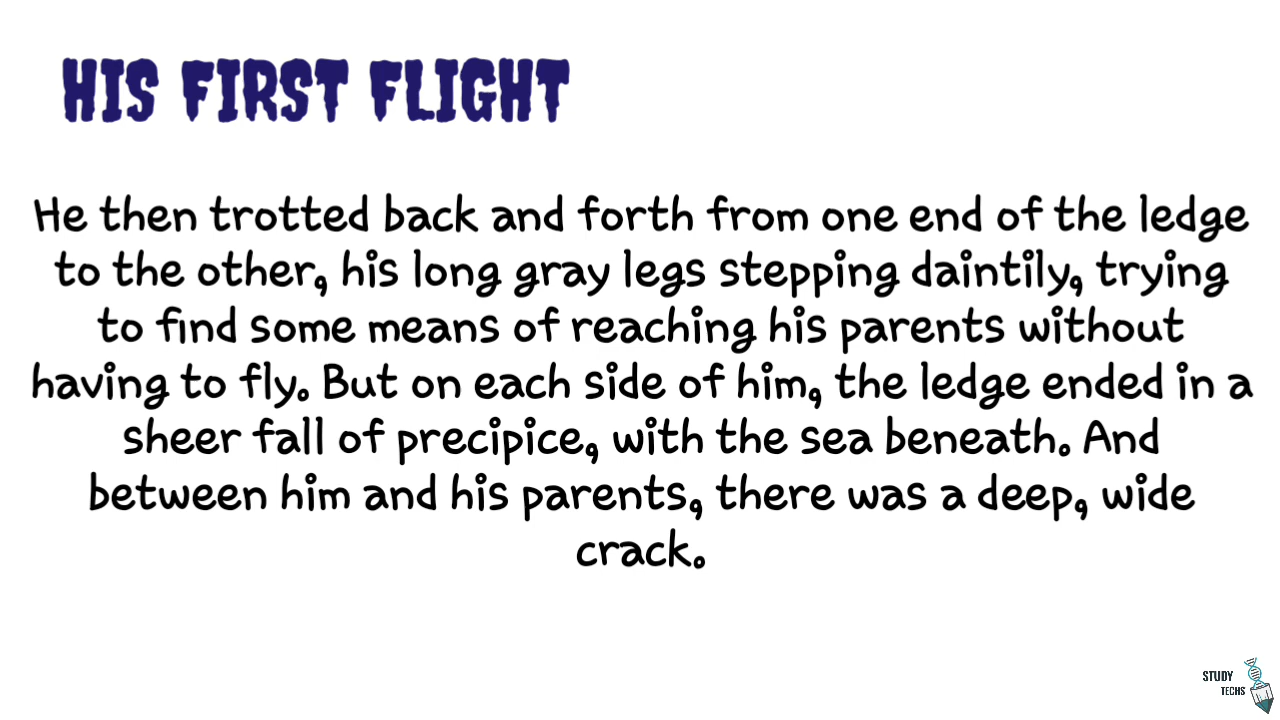 HIS FIRST FLIGHT
He then trotted back and forth from one end of the ledge
to the other, his long gray legs stepping daintily, trying
to find some means of reaching his parents without
having to fly. But on each side of him, the ledge ended in a
sheer fall of precipice, with the sea beneath. And
between him and his parents, there was a deep, wide
crack.
STUDY
TECHS